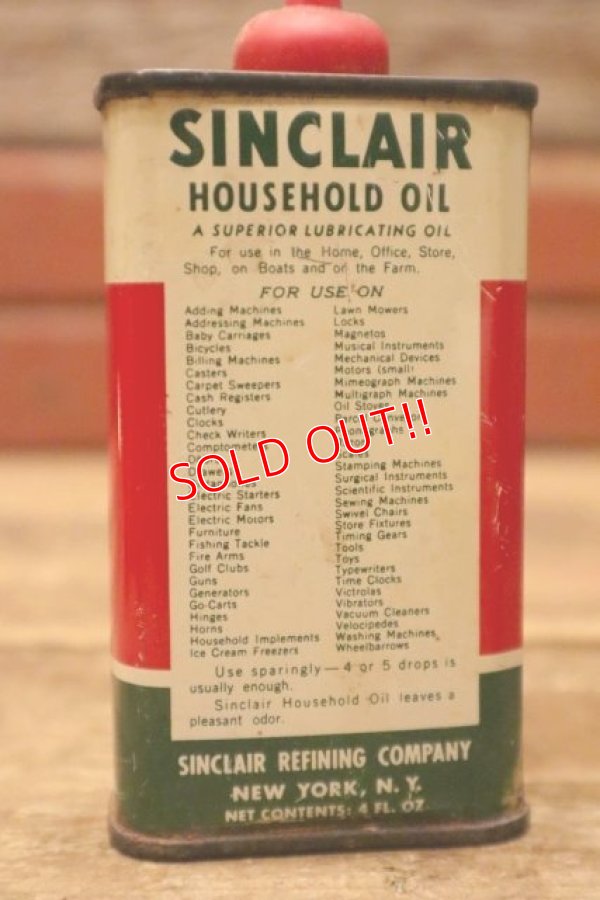 SINCLAIR
HOUSEHOLD OIL
A SUPERIOR LUBRICATING OIL
For use in the Home, Office, Store,
Shop, on Boats and on the Farm.
FOR USE ON
Adding Machines
Addressing Machines
Baby Carriages
Bicycles
Billing Machines
Casters
Carpet Sweepers
Cash Registers
Cutlery
Clocks
Check Writers
Comptometers
Electric Starters
Electric Fans
Electric Motors
Furniture
Fishing Tackle
Fire Arms
Golf Clubs
Guns
Generators
Go-Carts
Hinges
Horns
Household Implements
Ice Cream Freezers
Lawn Mowers
Locks
Magnetos
Musical Instruments
Mechanical Devices
Motors (small)
Mimeograph Machines
Multigraph Machines
Oil Stoves
Phonographs
Scales
Stamping Machines
Surgical Instruments
Scientific Instruments
Sewing Machines
Swivel Chairs
Store Fixtures
Timing Gears
Tools
Toys
Typewriters
Time Clocks
Victrolas
Vibrators
Vacuum Cleaners
Velocipedes
Washing Machines
Wheelbarrows
SOLD OUT!!
Use sparingly—4 or 5 drops is
usually enough.
Sinclair Household Oil leaves a
pleasant odor.
SINCLAIR REFINING COMPANY
NEW YORK, N. Y.
NET CONTENTS: 4 FL. OZ.